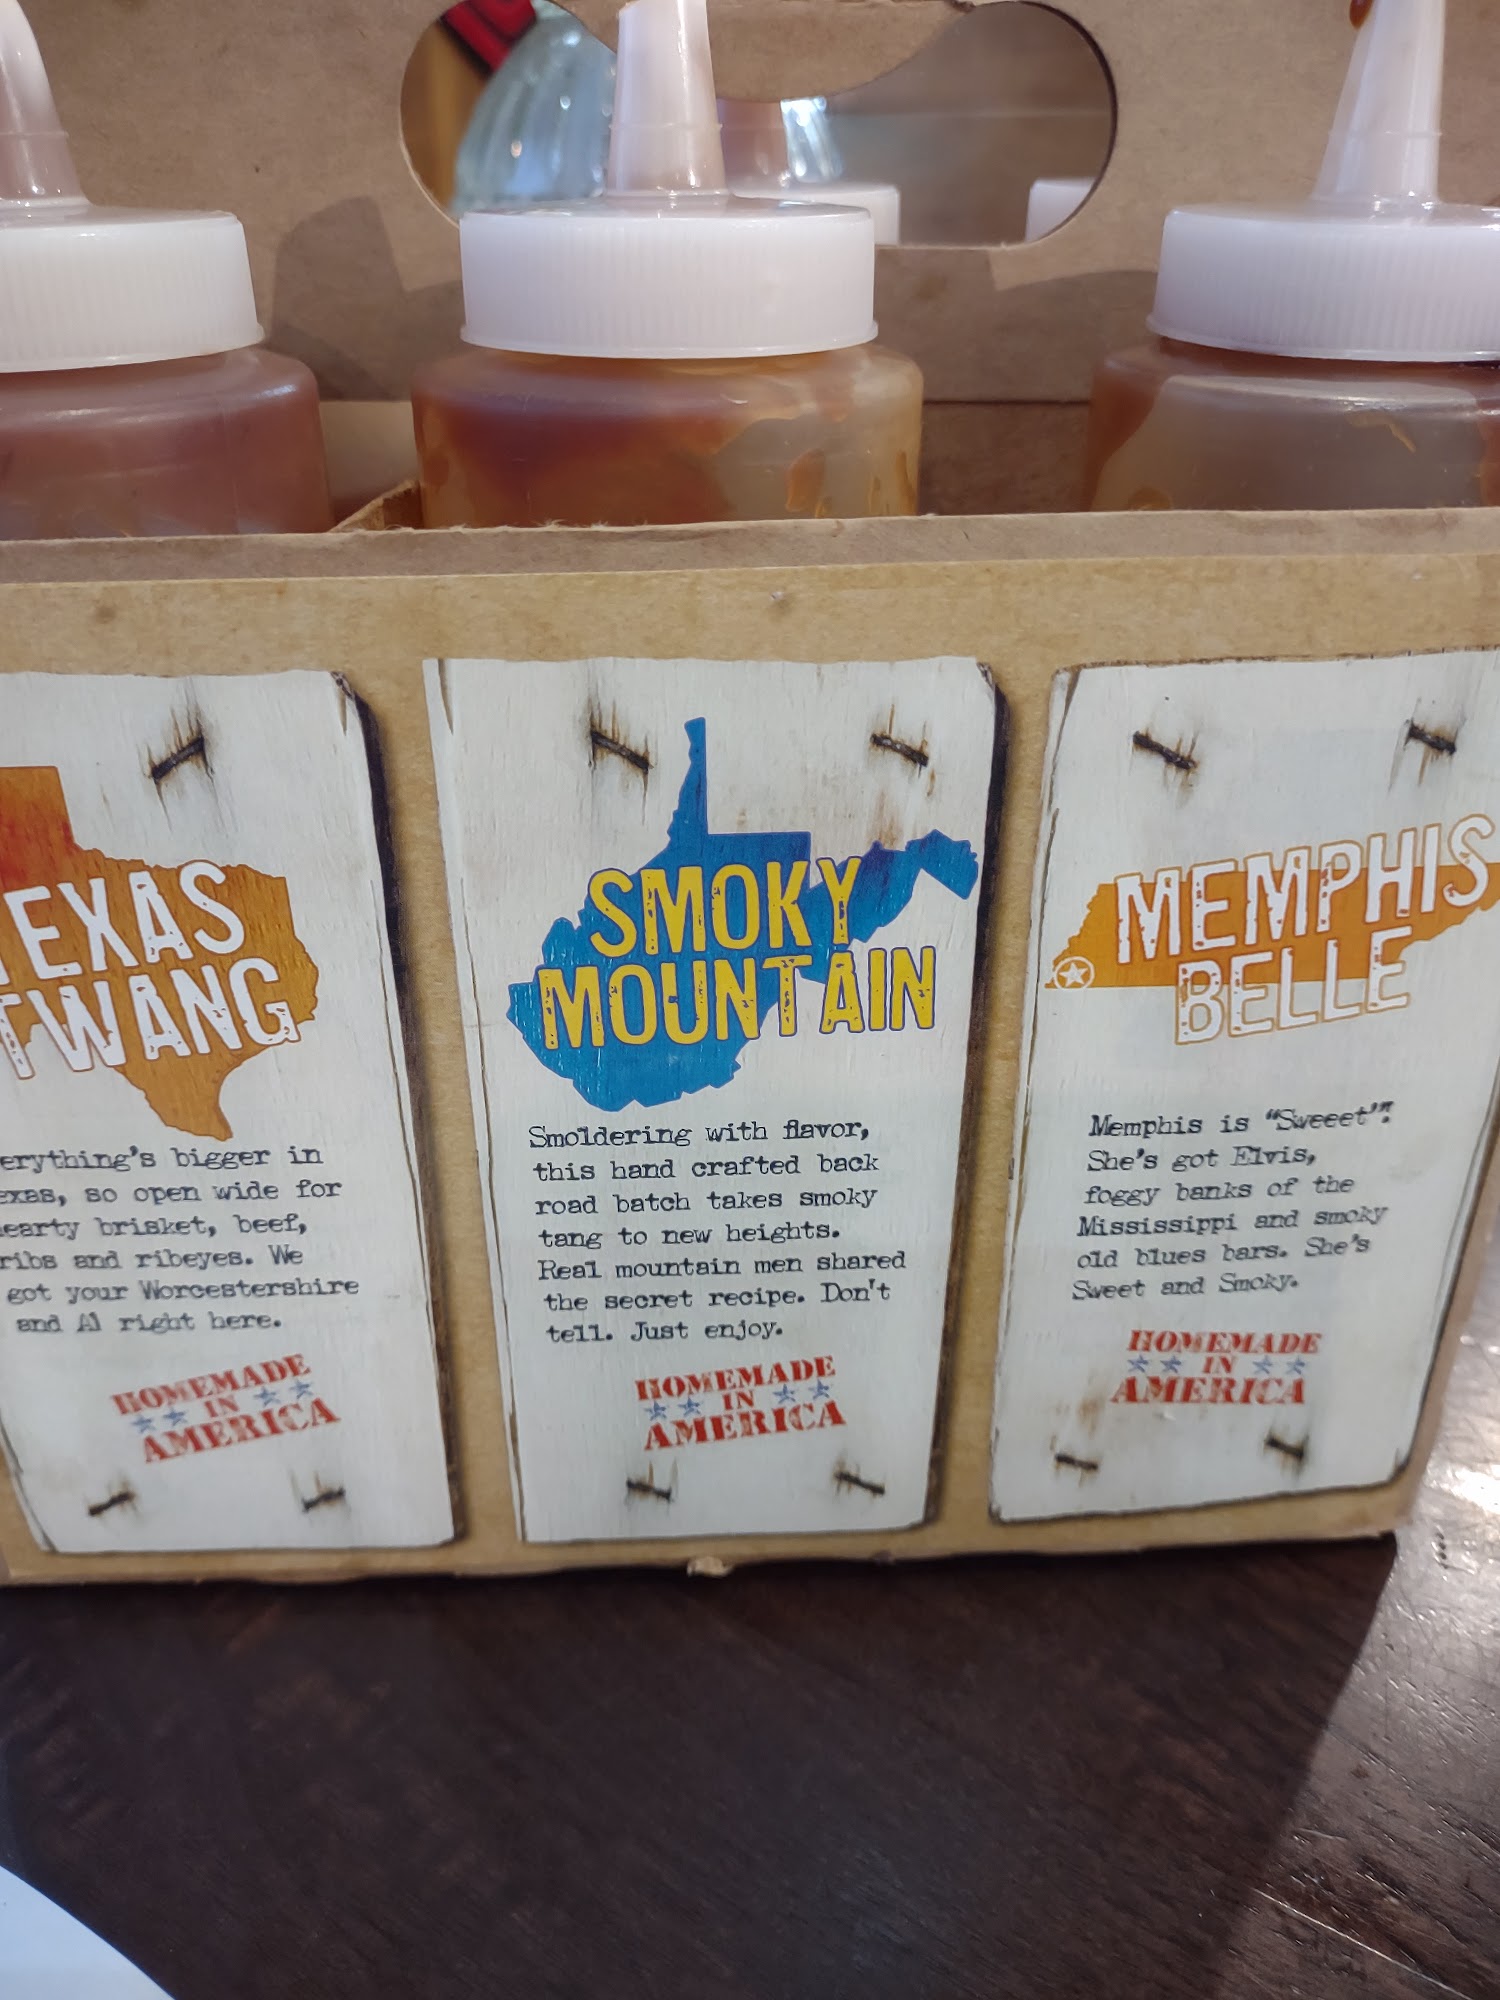 TEXAS
TWANG
erything's bigger in
exas, so open wide for
hearty brisket, beef,
ribs and ribeyes. We
got your Worcestershire
and A1 right here.
HOMEMADE
IN
AMERICA
SMOKY
MOUNTAIN
Smoldering with flavor,
this hand crafted back
road batch takes smoky
tang to new heights.
Real mountain men shared
the secret recipe. Don't
tell. Just enjoy.
HOMEMADE
IN
AMERICA
MEMPHIS
BELLE
Memphis is "Sweeet"!
She's got Elvis,
foggy banks of the
Mississippi and smoky
old blues bars. She's
Sweet and Smoky.
HOMEMADE
IN
AMERICA